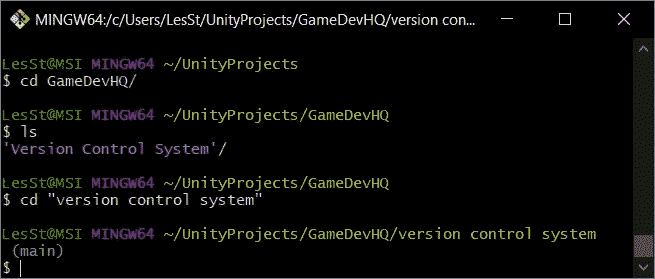 MINGW64:/c/Users/LesSt/UnityProjects/GameDevHQ/version con...
LesSt@MSI MINGW64 ~/UnityProjects
$ cd GameDevHQ/
LesSt@MSI MINGW64 ~/UnityProjects/GameDevHQ
$ ls
'Version Control System'/
LesSt@MSI MINGW64 ~/UnityProjects/GameDevHQ
$ cd "version control system"
LesSt@MSI MINGW64 ~/UnityProjects/GameDevHQ/version control system
(main)
$